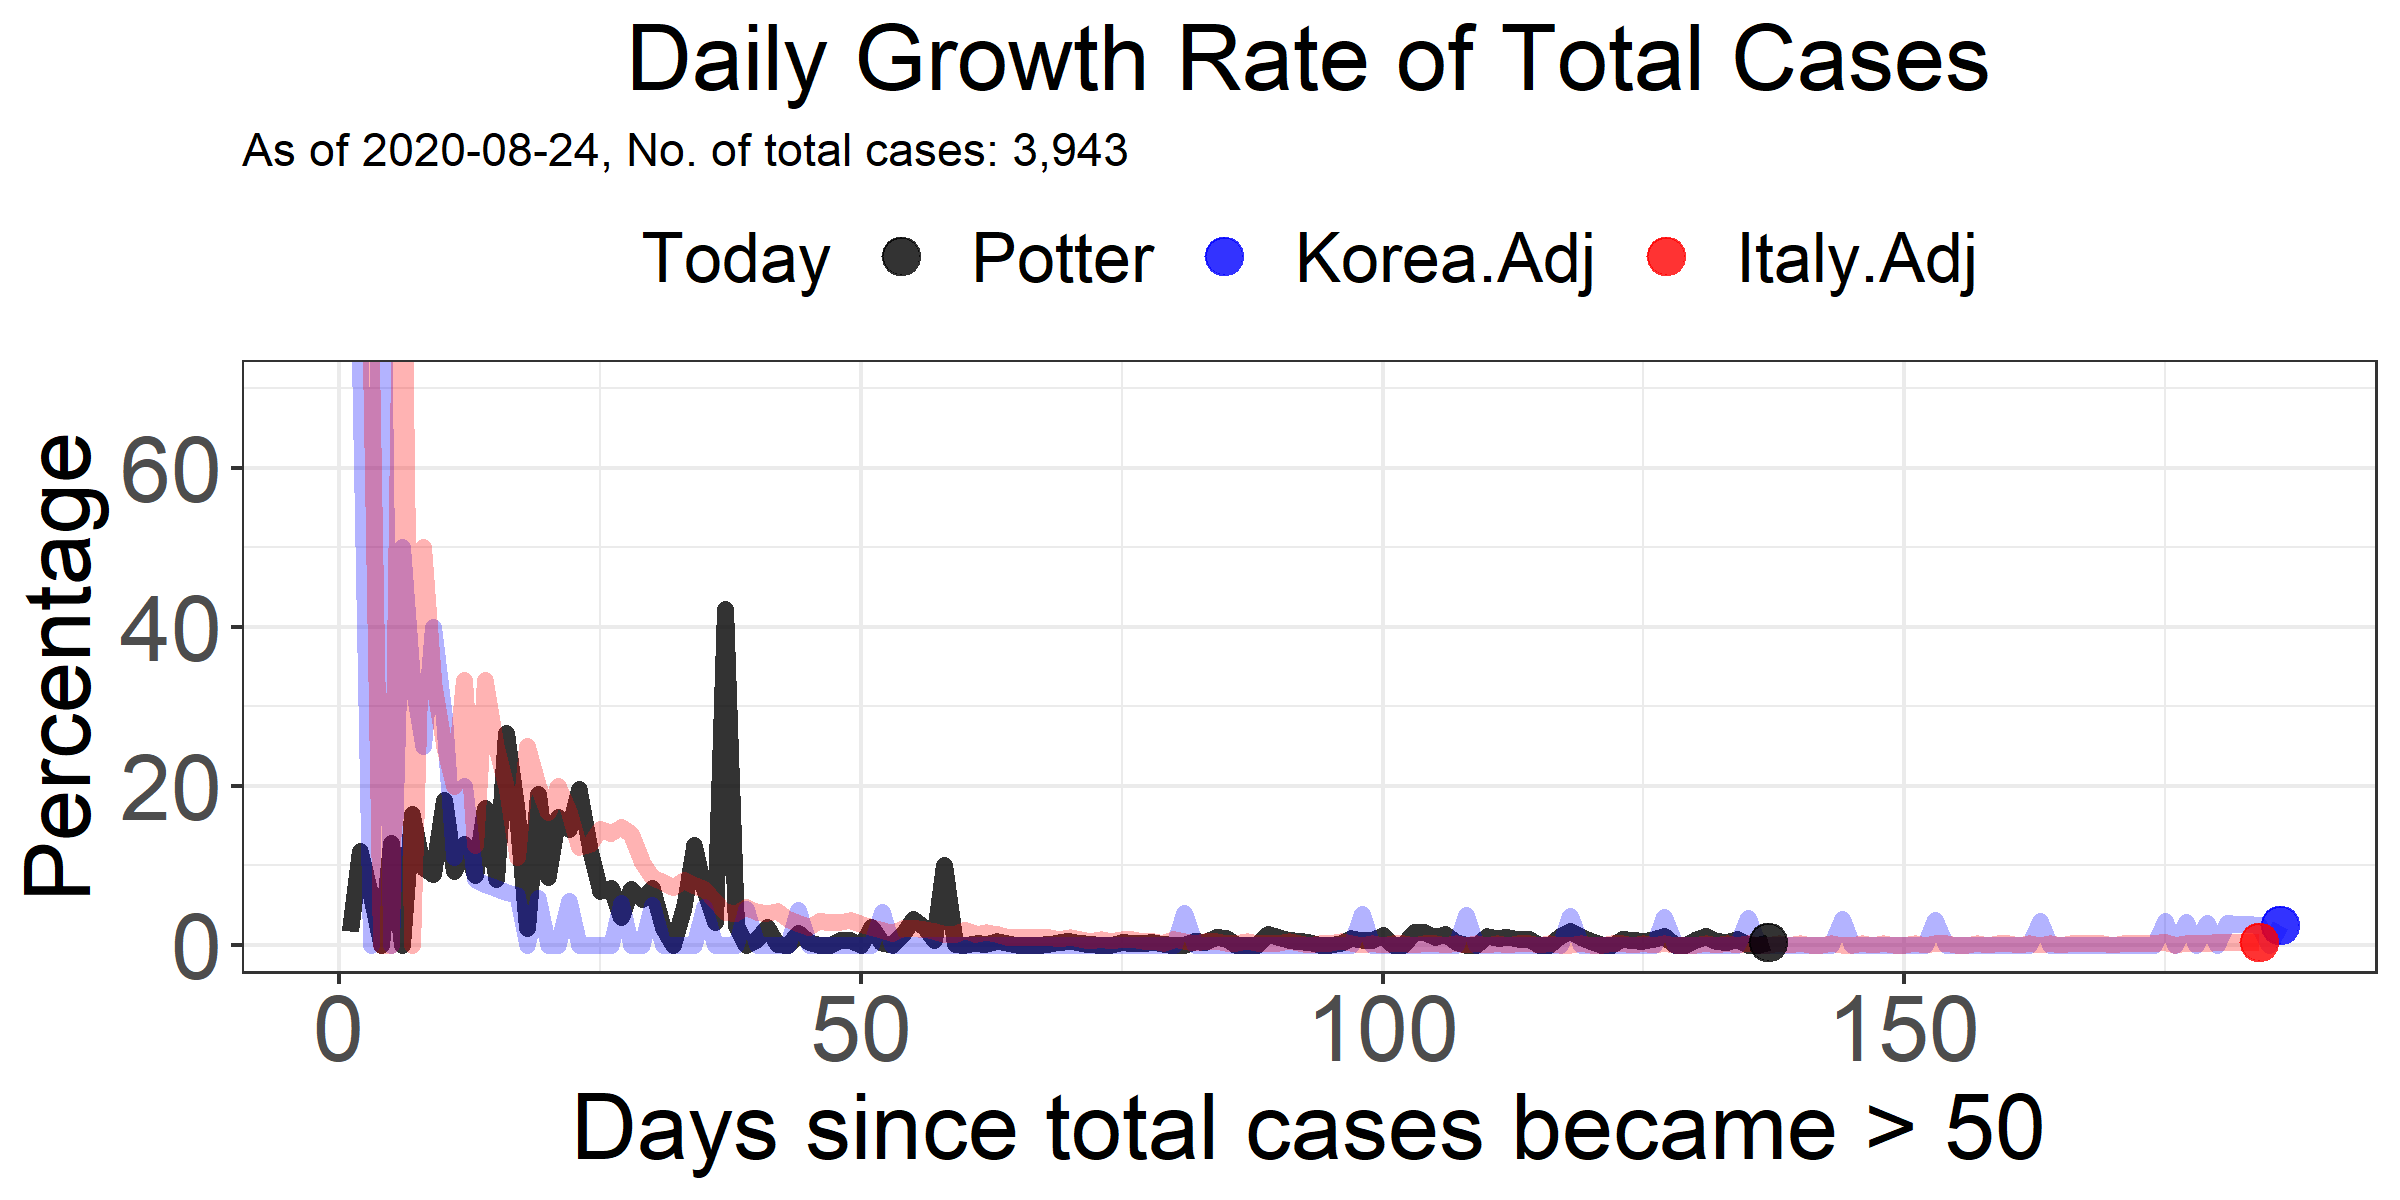 Daily Growth Rate of Total Cases
As of 2020-08-24, No. of total cases: 3,943
Today Potter Korea.Adj Italy.Adj
Percentage
60
40
20
0
0 50 100 150
Days since total cases became > 50